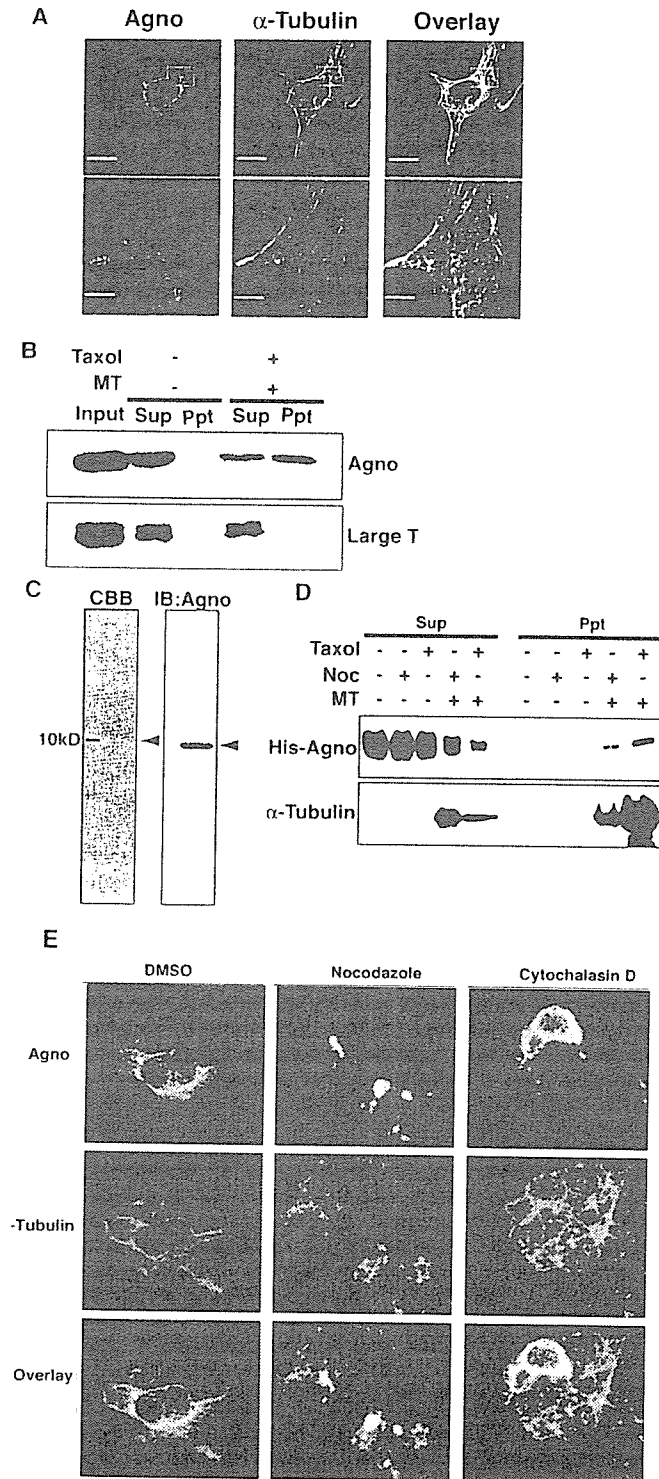 A
Agno α-Tubulin Overlay
B
Taxol - +
MT - +
Input Sup Ppt Sup Ppt
Agno
Large T
C
CBB IB:Agno
10kD
D
Sup Ppt
Taxol - - + - + - - + - +
Noc - + - + - - + - + -
MT - - - + + - - - + +
His-Agno
α-Tubulin
E
DMSO Nocodazole Cytochalasin D
Agno
-Tubulin
Overlay